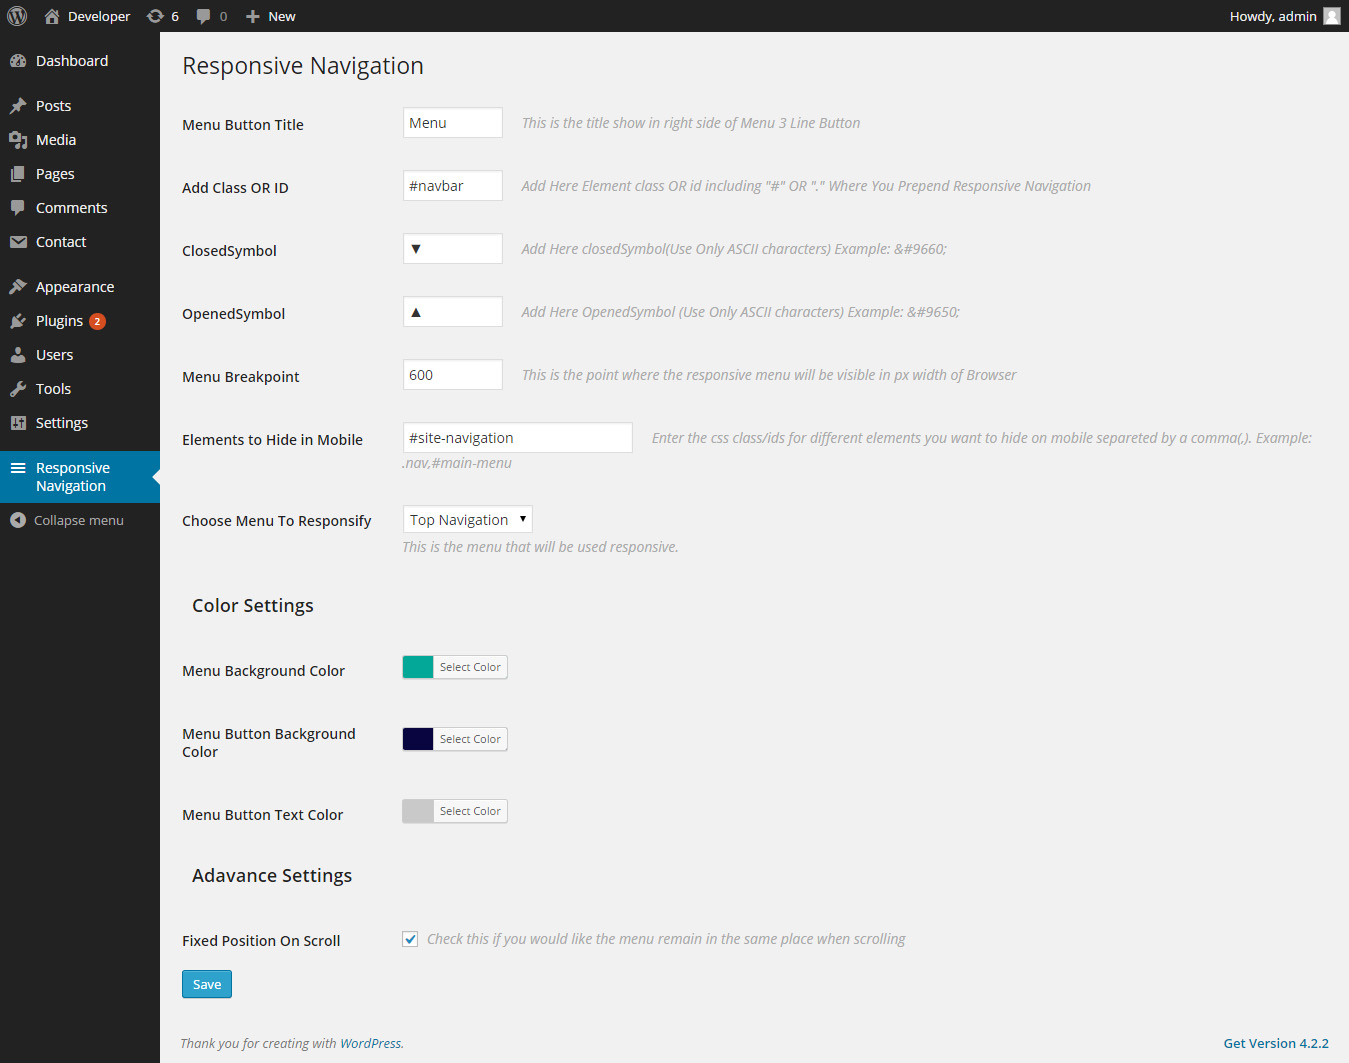 Developer 6 0 New Howdy, admin
Dashboard
Posts
Media
Pages
Comments
Contact
Appearance
Plugins 2
Users
Tools
Settings
Responsive
Navigation
Collapse menu
Responsive Navigation
Menu Button Title Menu This is the title show in right side of Menu 3 Line Button
Add Class OR ID #navbar Add Here Element class OR id including "#" OR "." Where You Prepend Responsive Navigation
ClosedSymbol ▼ Add Here closedSymbol(Use Only ASCII characters) Example: &#9660;
OpenedSymbol ▲ Add Here OpenedSymbol (Use Only ASCII characters) Example: &#9650;
Menu Breakpoint 600 This is the point where the responsive menu will be visible in px width of Browser
Elements to Hide in Mobile #site-navigation Enter the css class/ids for different elements you want to hide on mobile separeted by a comma(,). Example:
.nav,#main-menu
Choose Menu To Responsify Top Navigation ▼
This is the menu that will be used responsive.
Color Settings
Menu Background Color Select Color
Menu Button Background
Color Select Color
Menu Button Text Color Select Color
Adavance Settings
Fixed Position On Scroll Check this if you would like the menu remain in the same place when scrolling
Save
Thank you for creating with WordPress. Get Version 4.2.2